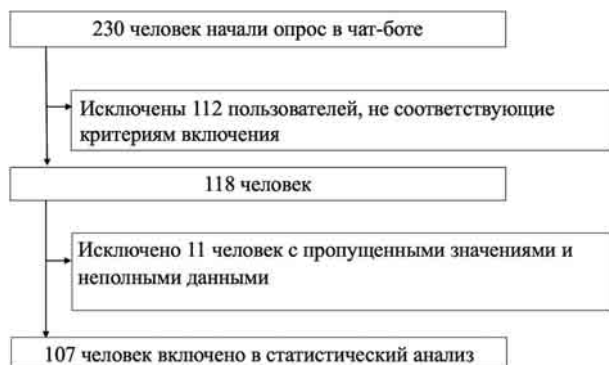 230 человек начали опрос в чат-боте
Исключены 112 пользователей, не соответствующие
критериям включения
118 человек
Исключено 11 человек с пропущенными значениями и
неполными данными
107 человек включено в статистический анализ